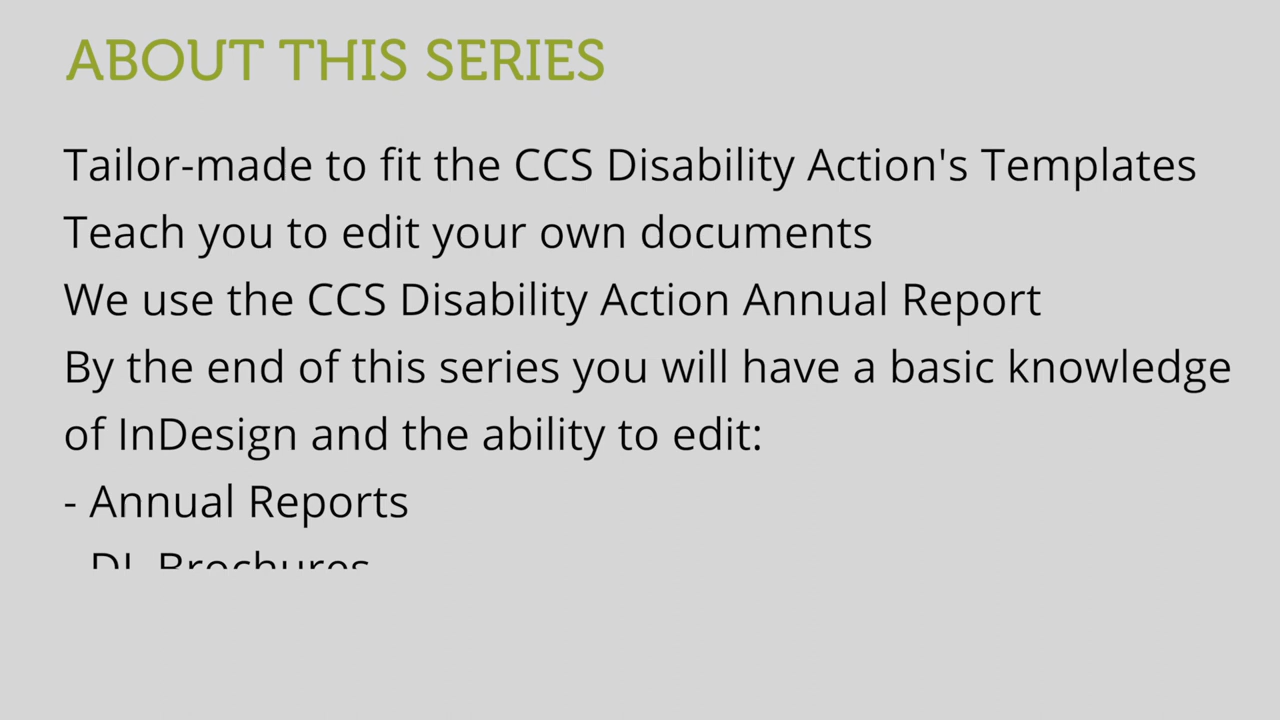 ABOUT THIS SERIES
Tailor-made to fit the CCS Disability Action's Templates
Teach you to edit your own documents
We use the CCS Disability Action Annual Report
By the end of this series you will have a basic knowledge
of InDesign and the ability to edit:
- Annual Reports
DL Brochures